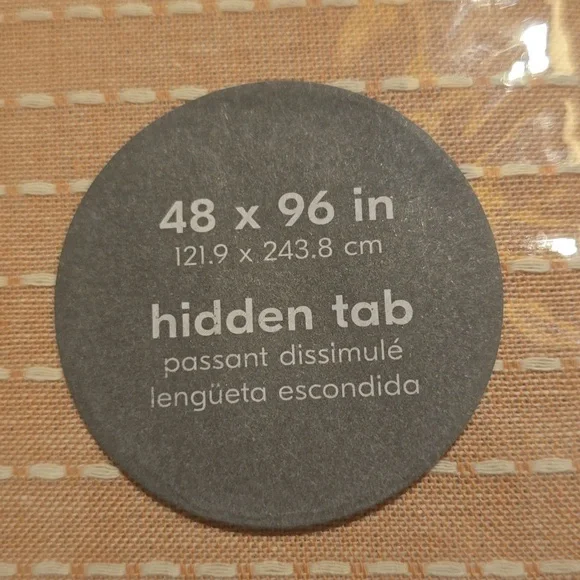 48 x 96 in
121.9 x 243.8 cm
hidden tab
passant dissimulé
lengüeta escondida